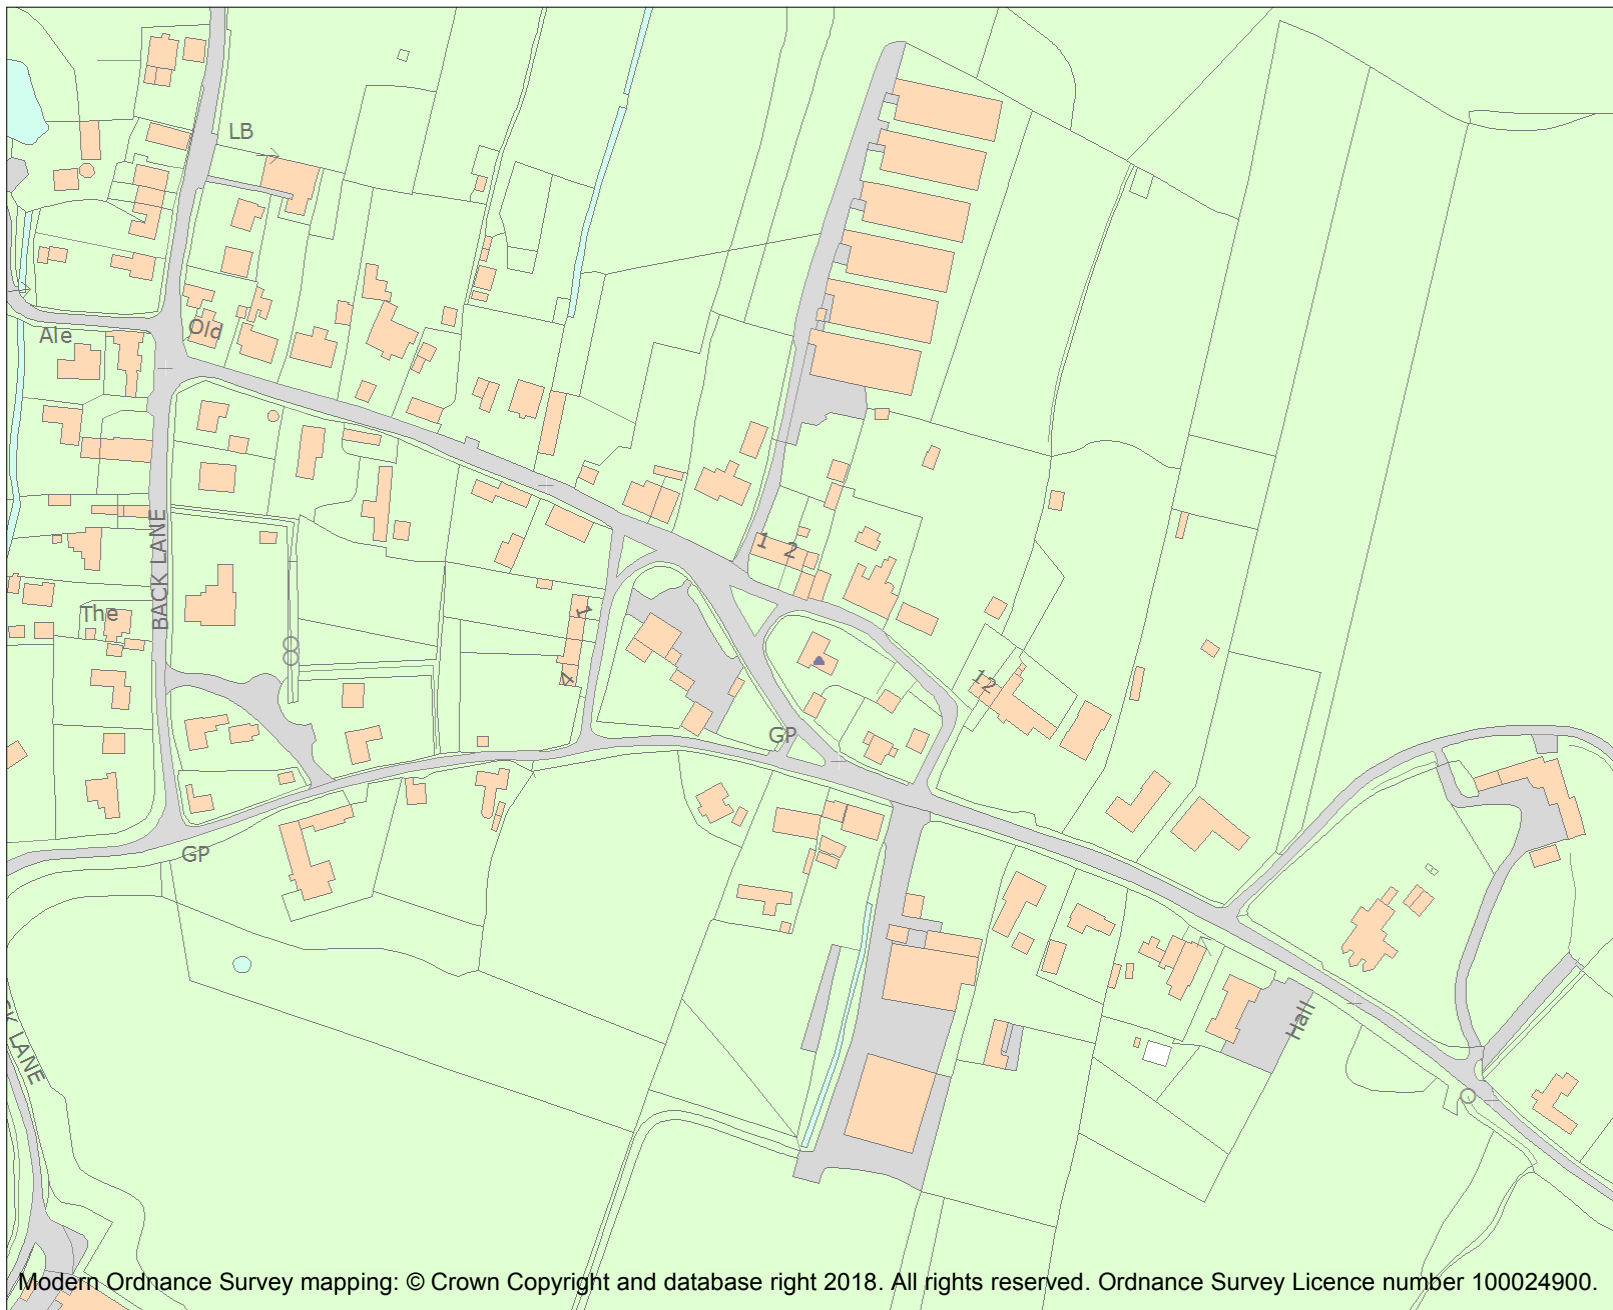 LB
Ale
Old
BACK LANE
1 2
The
1
4
12
GP
GP
Hall
CK LANE
Modern Ordnance Survey mapping: © Crown Copyright and database right 2018. All rights reserved. Ordnance Survey Licence number 100024900.